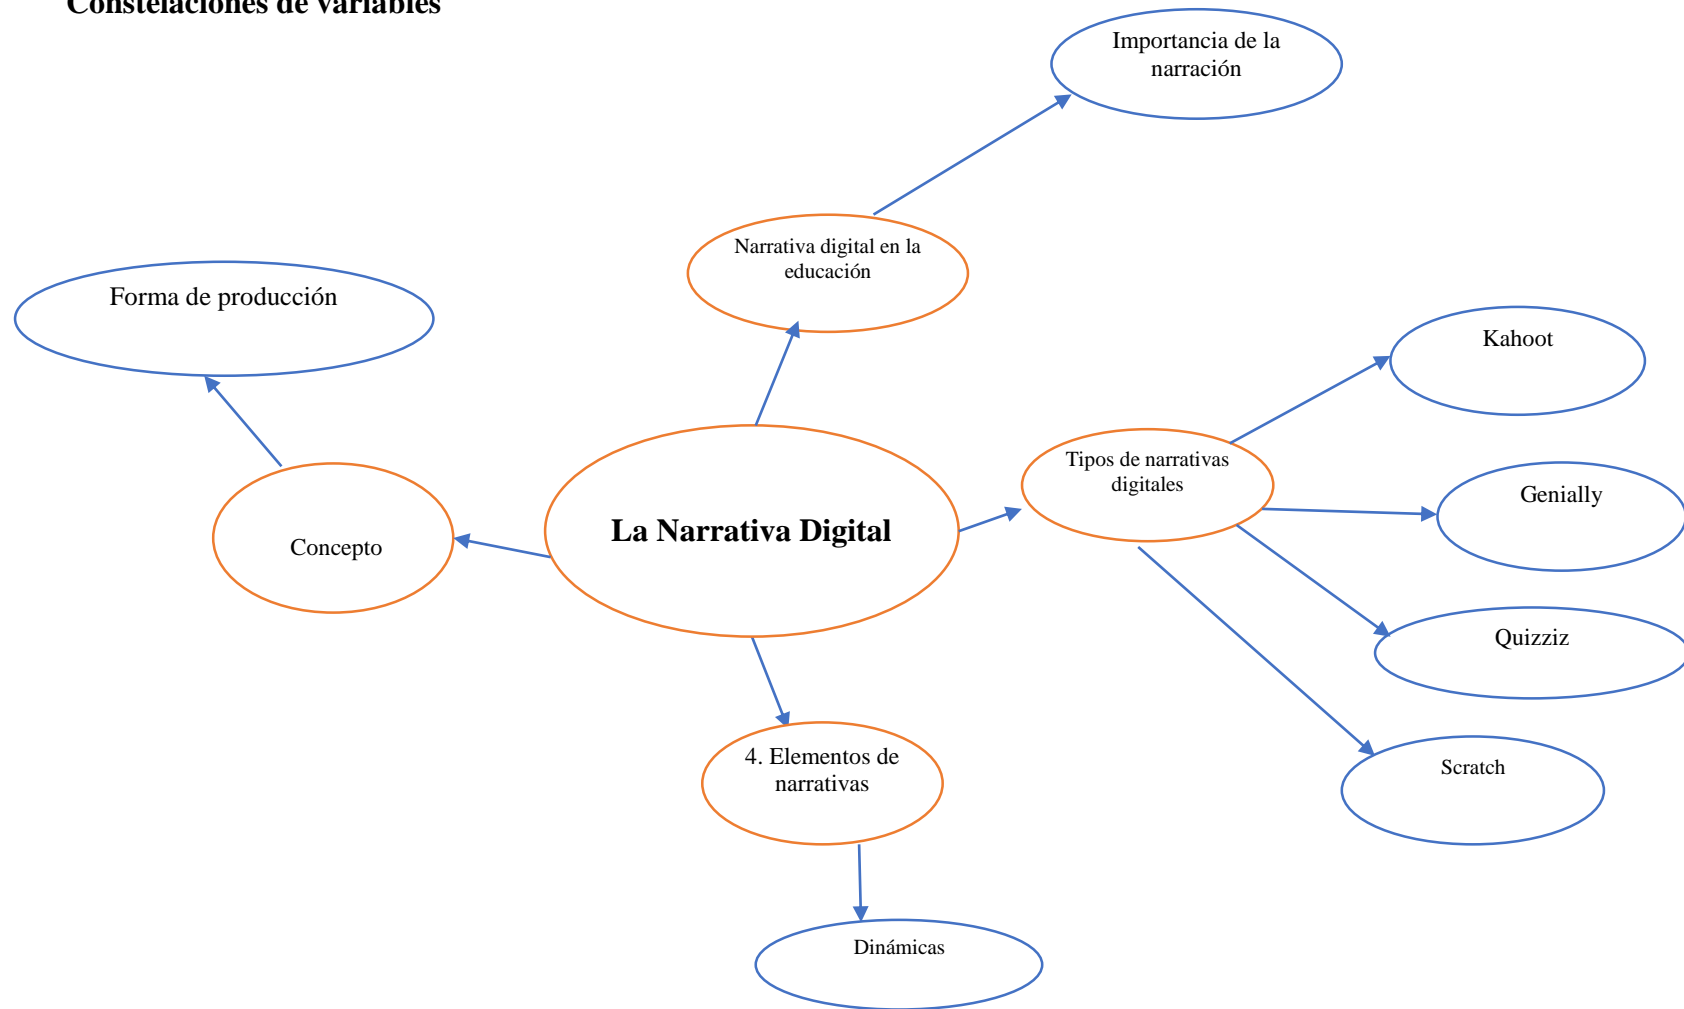 Constelaciones de variables
Importancia de la
narración
Narrativa digital en la
educación
Forma de producción
Kahoot
Tipos de narrativas
digitales
Genially
La Narrativa Digital
Concepto
Quizziz
4. Elementos de
narrativas
Scratch
Dinámicas